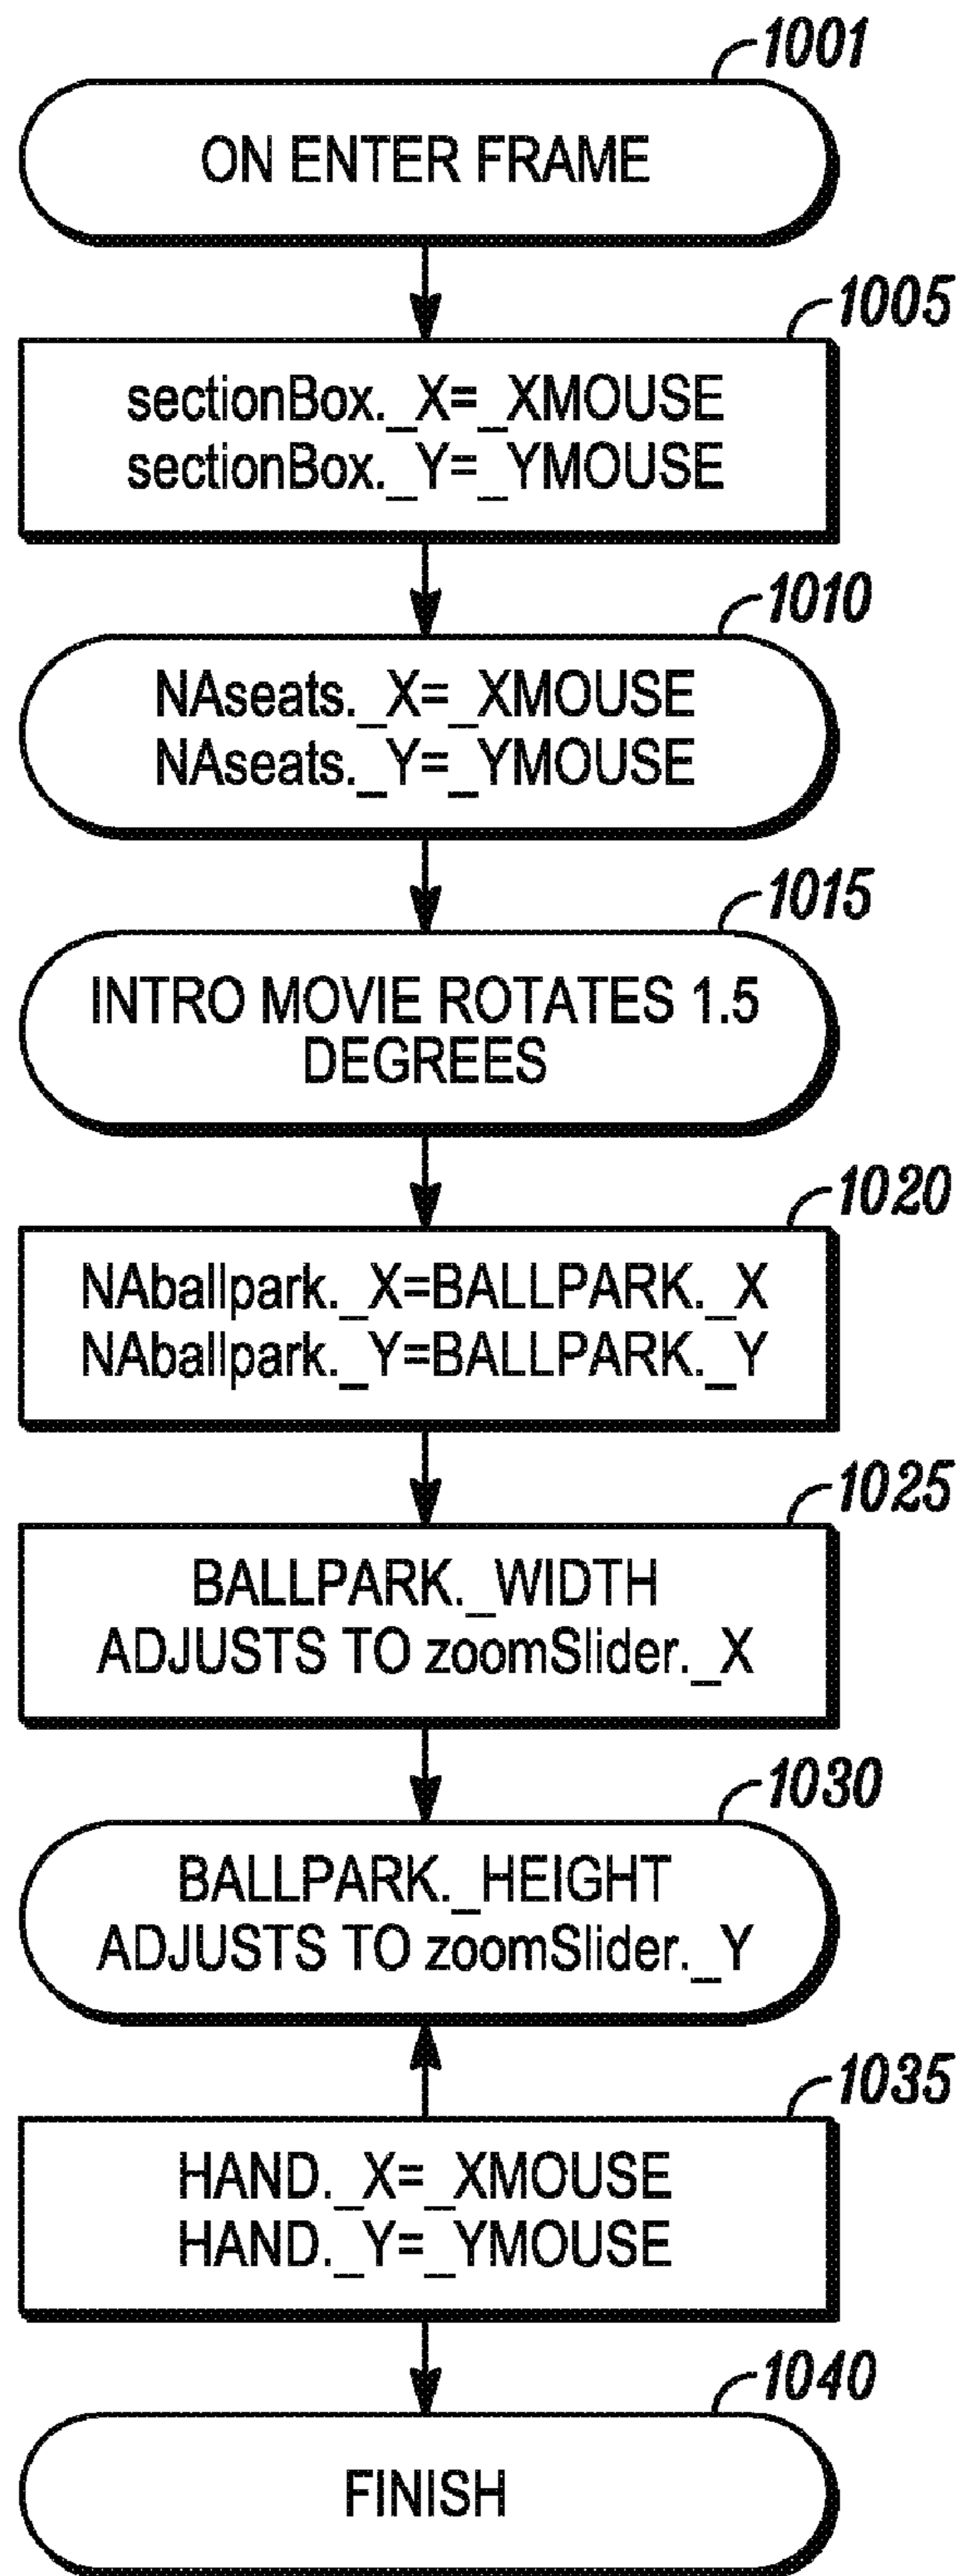 1001
ON ENTER FRAME
1005
sectionBox._X=_XMOUSE
sectionBox._Y=_YMOUSE
1010
NAseats._X=_XMOUSE
NAseats._Y=_YMOUSE
1015
INTRO MOVIE ROTATES 1.5
DEGREES
1020
NAballpark._X=BALLPARK._X
NAballpark._Y=BALLPARK._Y
1025
BALLPARK._WIDTH
ADJUSTS TO zoomSlider._X
1030
BALLPARK._HEIGHT
ADJUSTS TO zoomSlider._Y
1035
HAND._X=_XMOUSE
HAND._Y=_YMOUSE
1040
FINISH